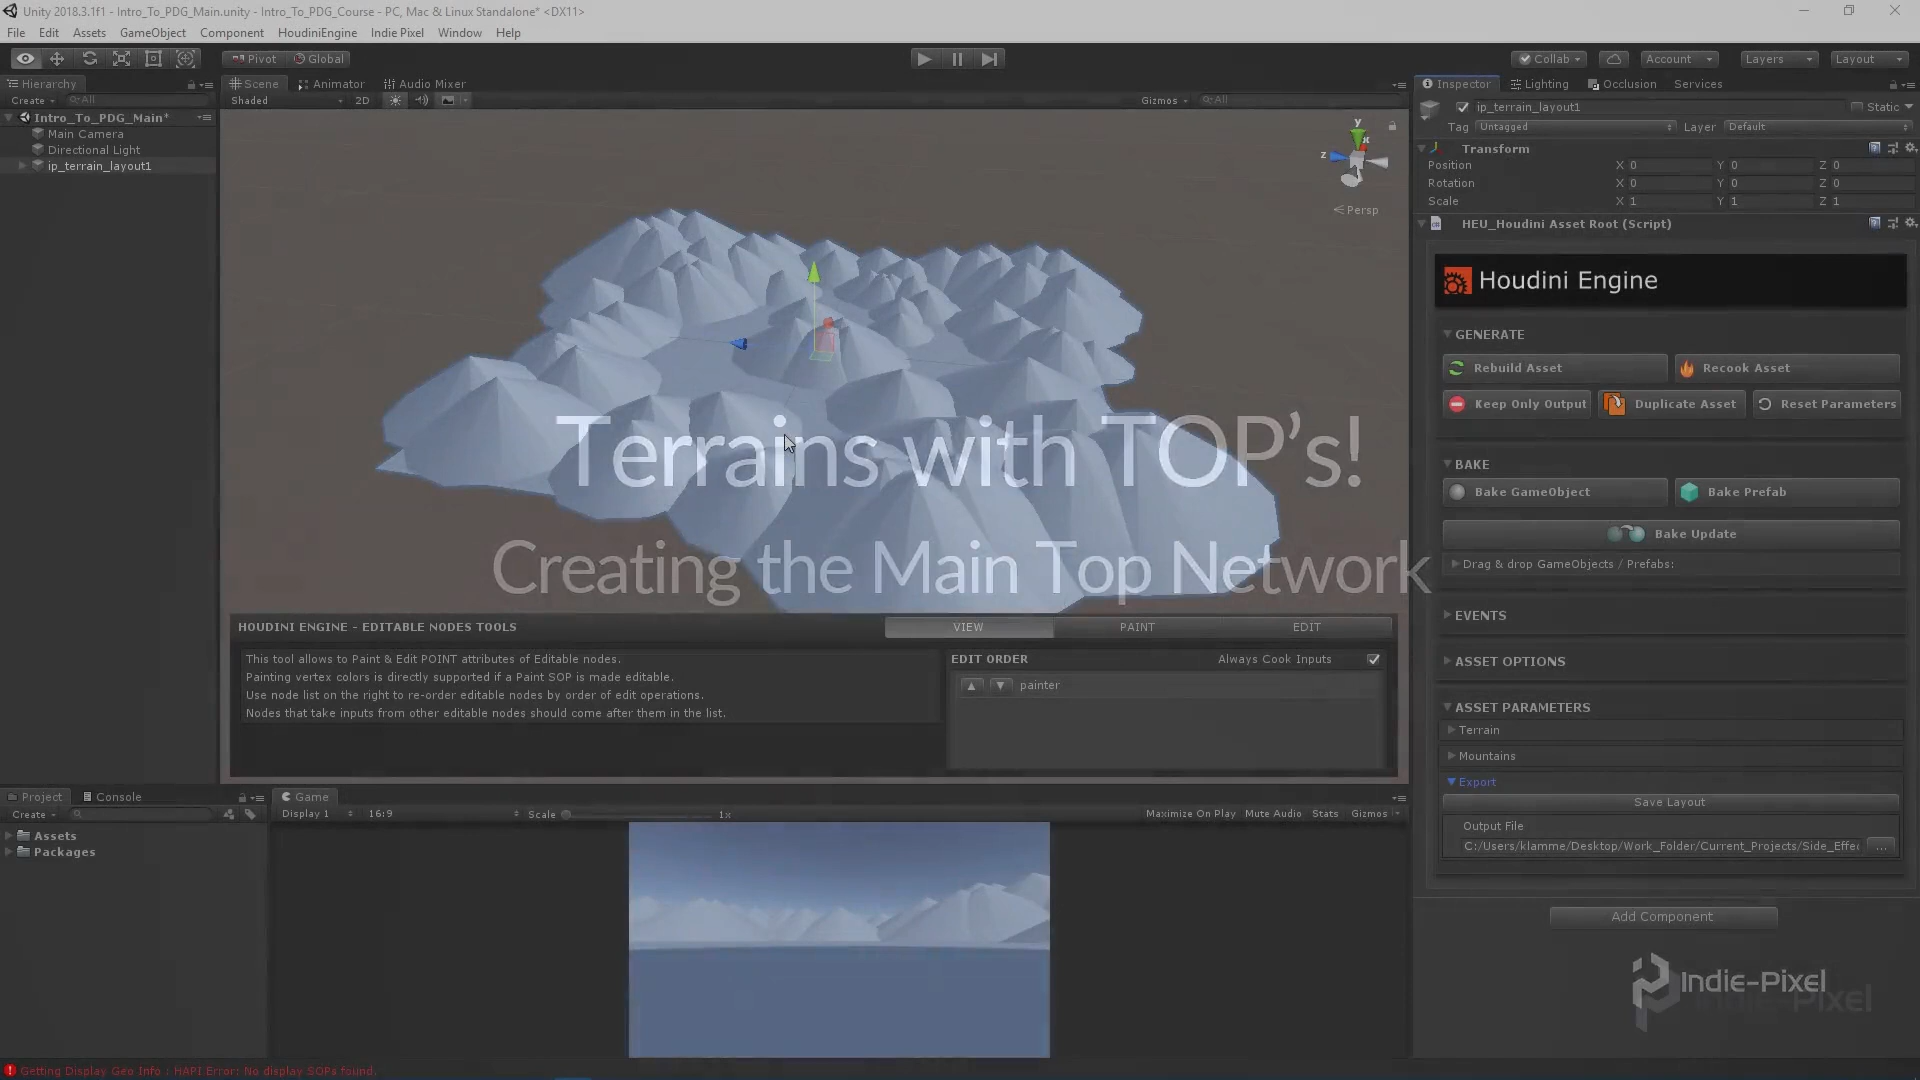 Unity 2018.3.1f1 - Intro_To_PDG_Main.unity - Intro_To_PDG_Course - PC, Mac & Linux Standalone* <DX11>
File Edit Assets GameObject Component HoudiniEngine Indie Pixel Window Help
Pivot Global Collab Account Layers Layout
Hierarchy
Create All
Intro_To_PDG_Main*
Main Camera
Directional Light
ip_terrain_layout1
Scene Animator Audio Mixer
Shaded 2D Gizmos All
y
x
z
Persp
Terrains with TOP's!
Creating the Main Top Network
HOUDINI ENGINE - EDITABLE NODES TOOLS VIEW PAINT EDIT
This tool allows to Paint & Edit POINT attributes of Editable nodes.
Painting vertex colors is directly supported if a Paint SOP is made editable.
Use node list on the right to re-order editable nodes by order of edit operations.
Nodes that take inputs from other editable nodes should come after them in the list.
EDIT ORDER Always Cook Inputs
painter
Project Console
Create
Assets
Packages
Game
Display 1 16:9 Scale 1x Maximize On Play Mute Audio Stats Gizmos
Inspector Lighting Occlusion Services
ip_terrain_layout1 Static
Tag Untagged Layer Default
Transform
Position X 0 Y 0 Z 0
Rotation X 0 Y 0 Z 0
Scale X 1 Y 1 Z 1
HEU_Houdini Asset Root (Script)
Houdini Engine
GENERATE
Rebuild Asset Recook Asset
Keep Only Output Duplicate Asset Reset Parameters
BAKE
Bake GameObject Bake Prefab
Bake Update
Drag & drop GameObjects / Prefabs:
EVENTS
ASSET OPTIONS
ASSET PARAMETERS
Terrain
Mountains
Export
Save Layout
Output File
C:/Users/klamme/Desktop/Work_Folder/Current_Projects/Side_Effe ...
Add Component
Indie-Pixel
Getting Display Geo Info : HAPI Error: No display SOPs found.